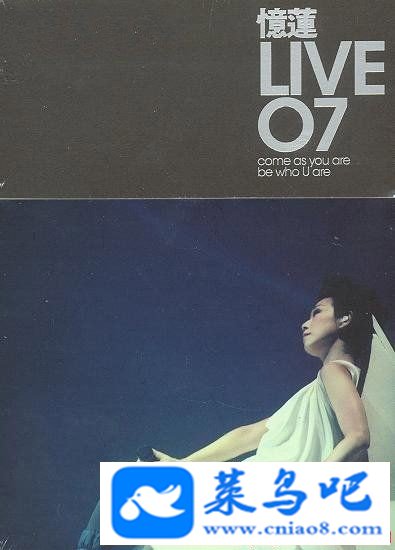 憶蓮
LIVE
07
come as you are
be who U are
菜鸟吧
www.cniao8.com